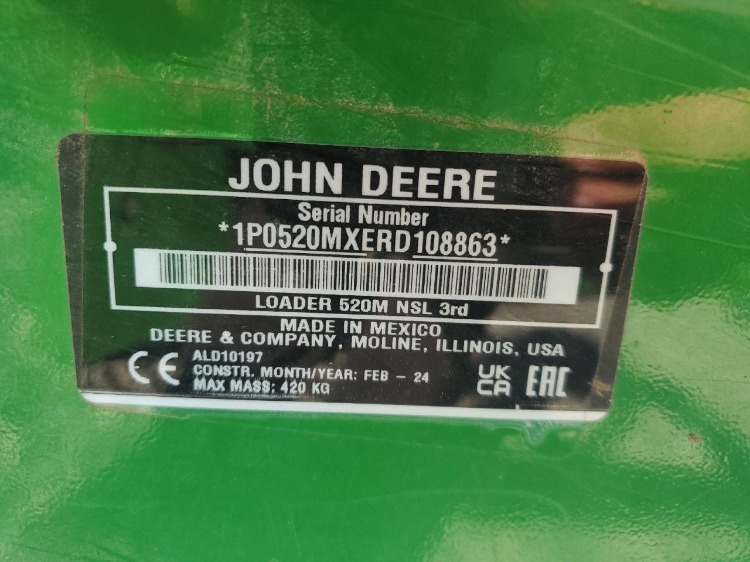 JOHN DEERE
Serial Number
*1P0520MXERD108863*
LOADER 520M NSL 3rd
MADE IN MEXICO
DEERE & COMPANY, MOLINE, ILLINOIS, USA
CE ALD10197
CONSTR. MONTH/YEAR: FEB - 24
MAX MASS: 420 KG
UK
CA
EAC